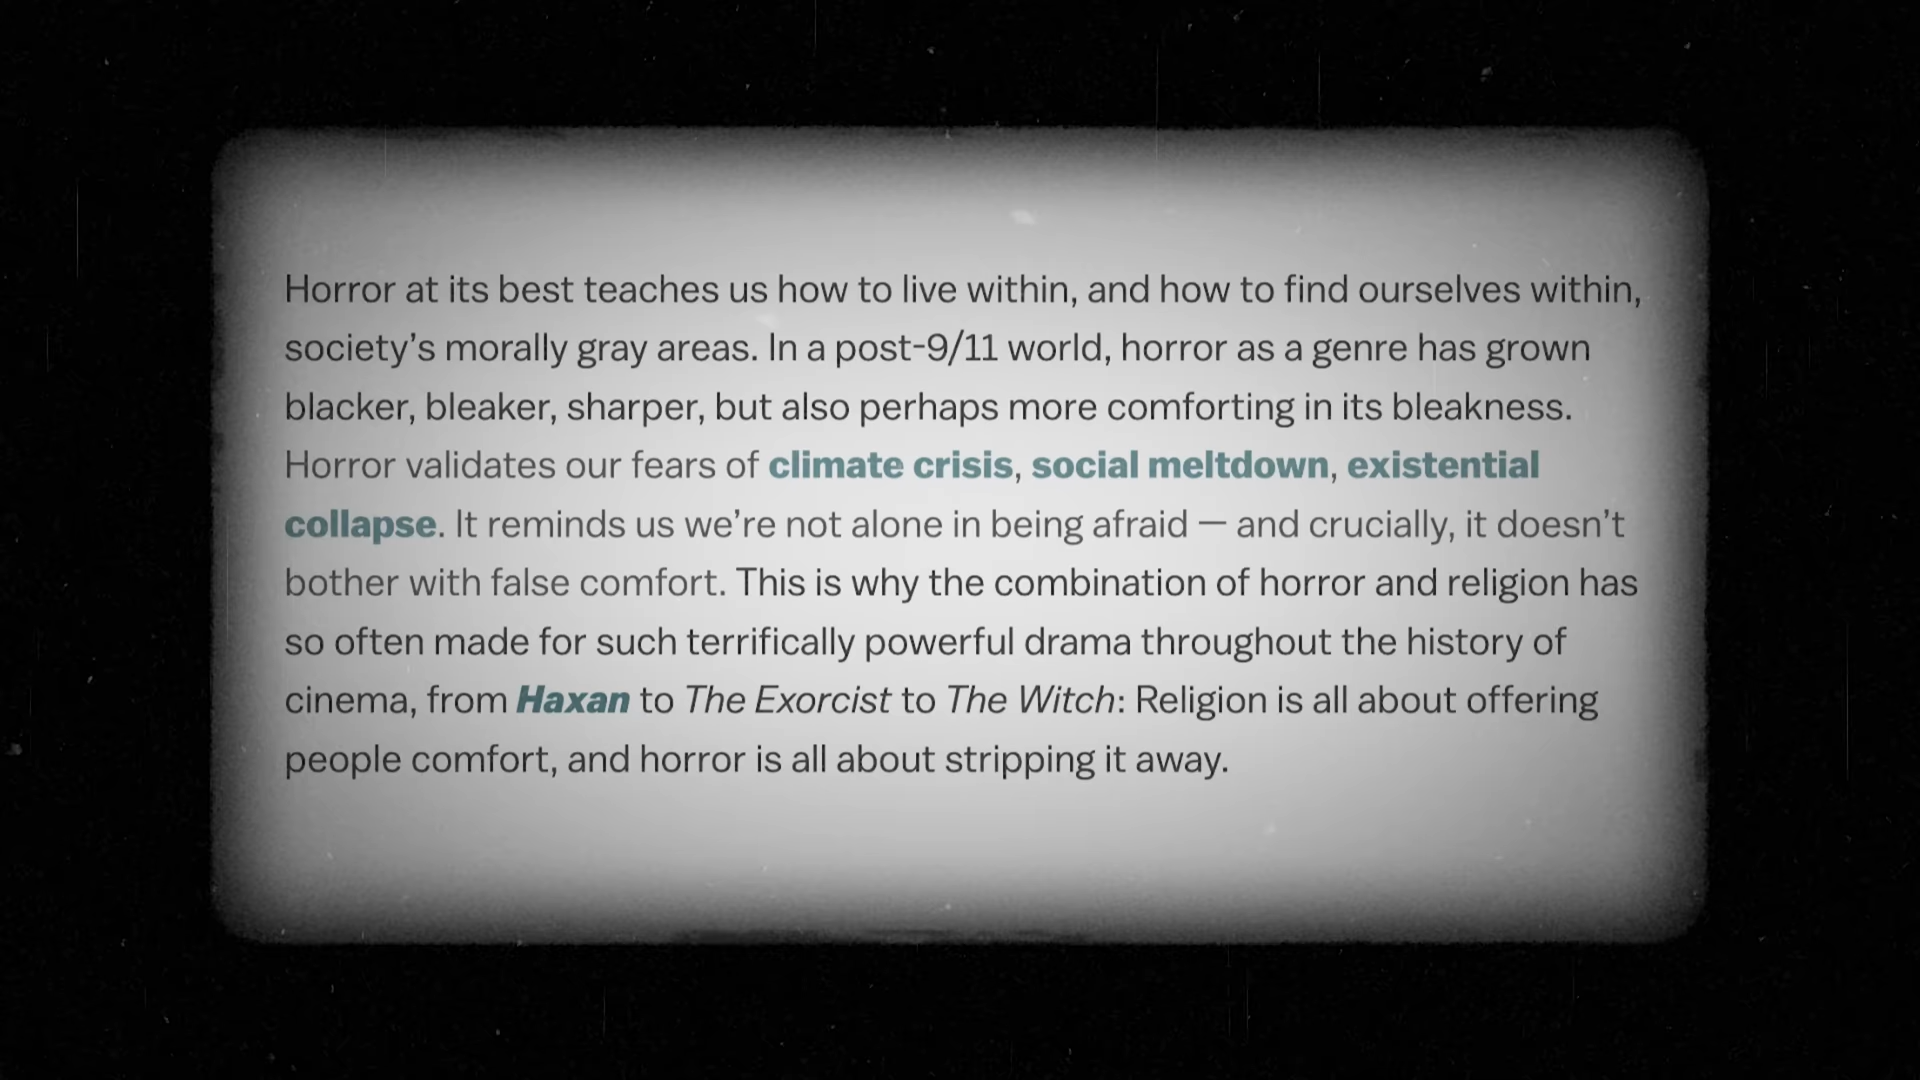 Horror at its best teaches us how to live within, and how to find ourselves within,
society’s morally gray areas. In a post-9/11 world, horror as a genre has grown
blacker, bleaker, sharper, but also perhaps more comforting in its bleakness.
Horror validates our fears of climate crisis, social meltdown, existential
collapse. It reminds us we’re not alone in being afraid — and crucially, it doesn’t
bother with false comfort. This is why the combination of horror and religion has
so often made for such terrifically powerful drama throughout the history of
cinema, from Haxan to The Exorcist to The Witch: Religion is all about offering
people comfort, and horror is all about stripping it away.